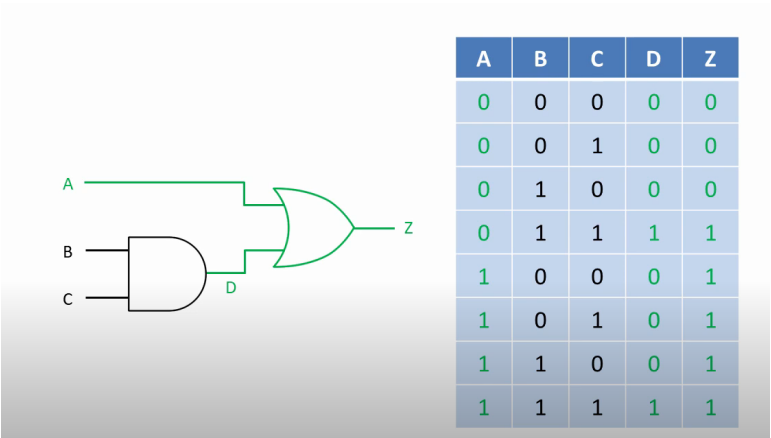 A B C D Z
0 0 0 0 0
0 0 1 0 0
0 1 0 0 0
0 1 1 1 1
1 0 0 0 1
1 0 1 0 1
1 1 0 0 1
1 1 1 1 1
A
Z
B
D
C